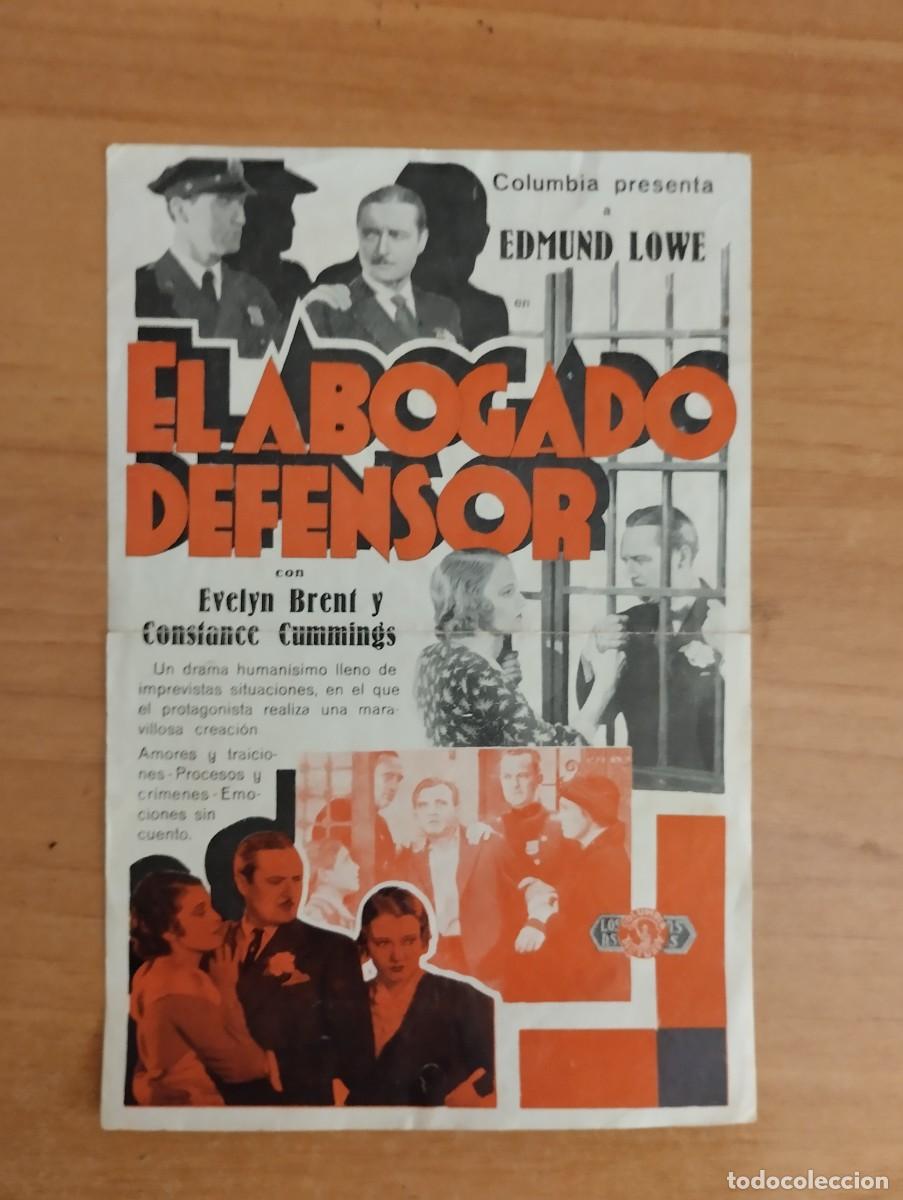 Columbia presenta
a
EDMUND LOWE
en
EL ABOGADO
DEFENSOR
con
Evelyn Brent y
Constance Cummings
Un drama humanisimo lleno de
imprevistas situaciones, en el que
el protagonista realiza una mara-
villosa creación
Amores y traicio-
nes - Procesos y
crímenes - Emo-
ciones sin
cuento.
todocoleccion